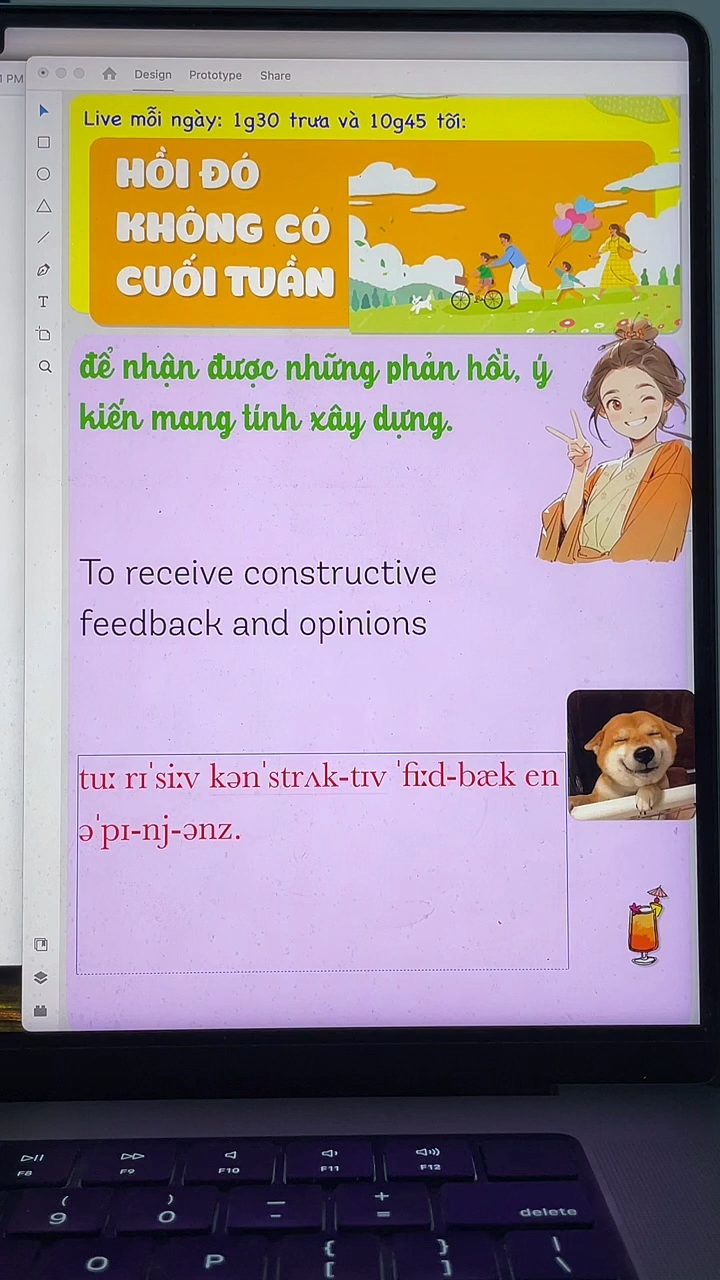 1 PM
Design Prototype Share
Live mỗi ngày: 1g30 trưa và 10g45 tối:
HỒI ĐÓ
KHÔNG CÓ
CUỐI TUẦN
để nhận được những phản hồi, ý
kiến mang tính xây dựng.
To receive constructive
feedback and opinions
tuː rɪˈsiːv kənˈstrʌk-tɪv ˈfiːd-bæk en
əˈpɪ-nj-ənz.
F8 F9 F10 F11 F12
( ) — +
9 0 - = delete
O P { } |
[ ] \